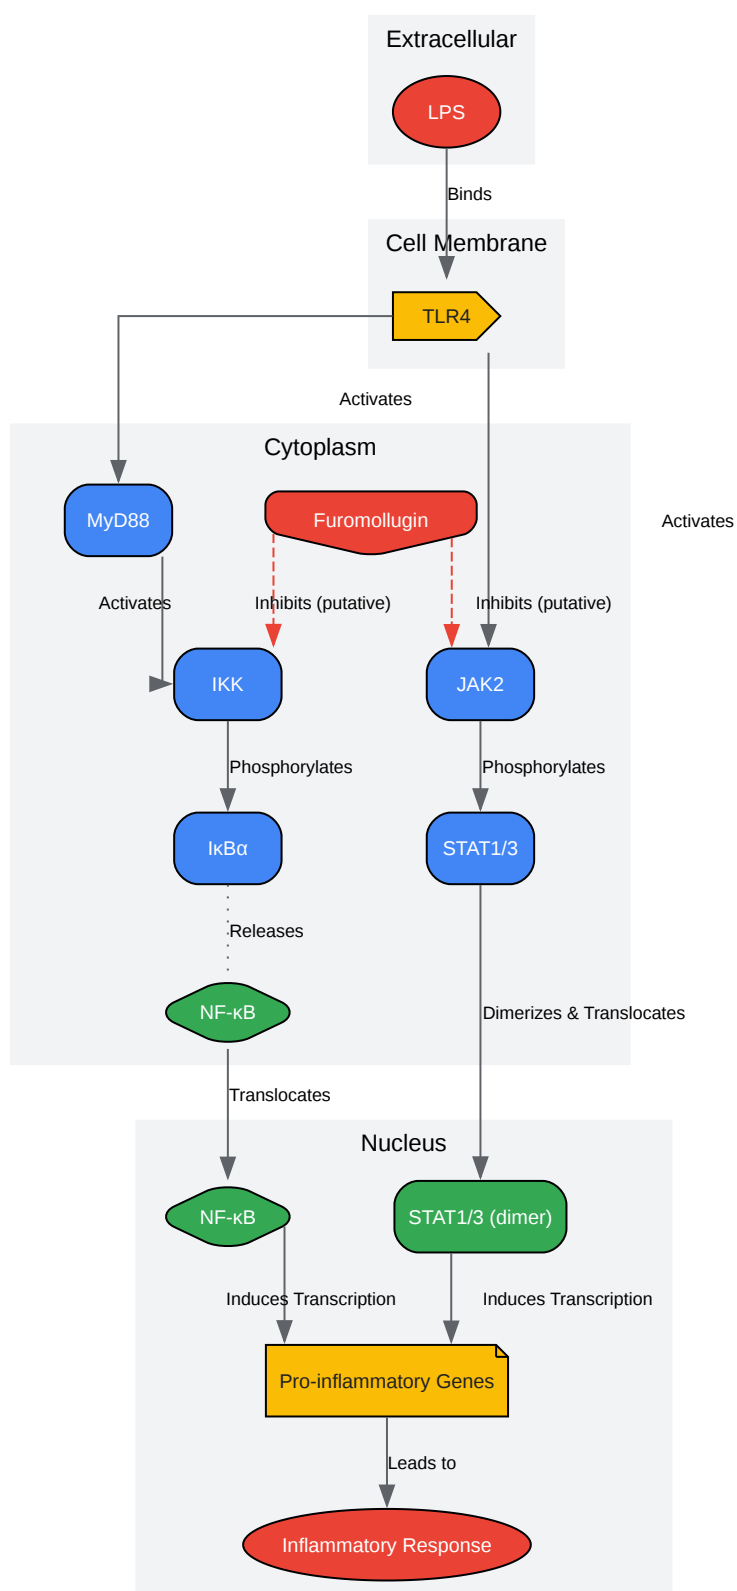 Extracellular
LPS
Binds
Cell Membrane
TLR4
Activates
Cytoplasm
MyD88
Furomollugin
Activates
Activates
Inhibits (putative)
Inhibits (putative)
IKK
JAK2
Phosphorylates
Phosphorylates
IκBα
STAT1/3
Releases
NF-κB
Dimerizes & Translocates
Translocates
Nucleus
NF-κB
STAT1/3 (dimer)
Induces Transcription
Induces Transcription
Pro-inflammatory Genes
Leads to
Inflammatory Response